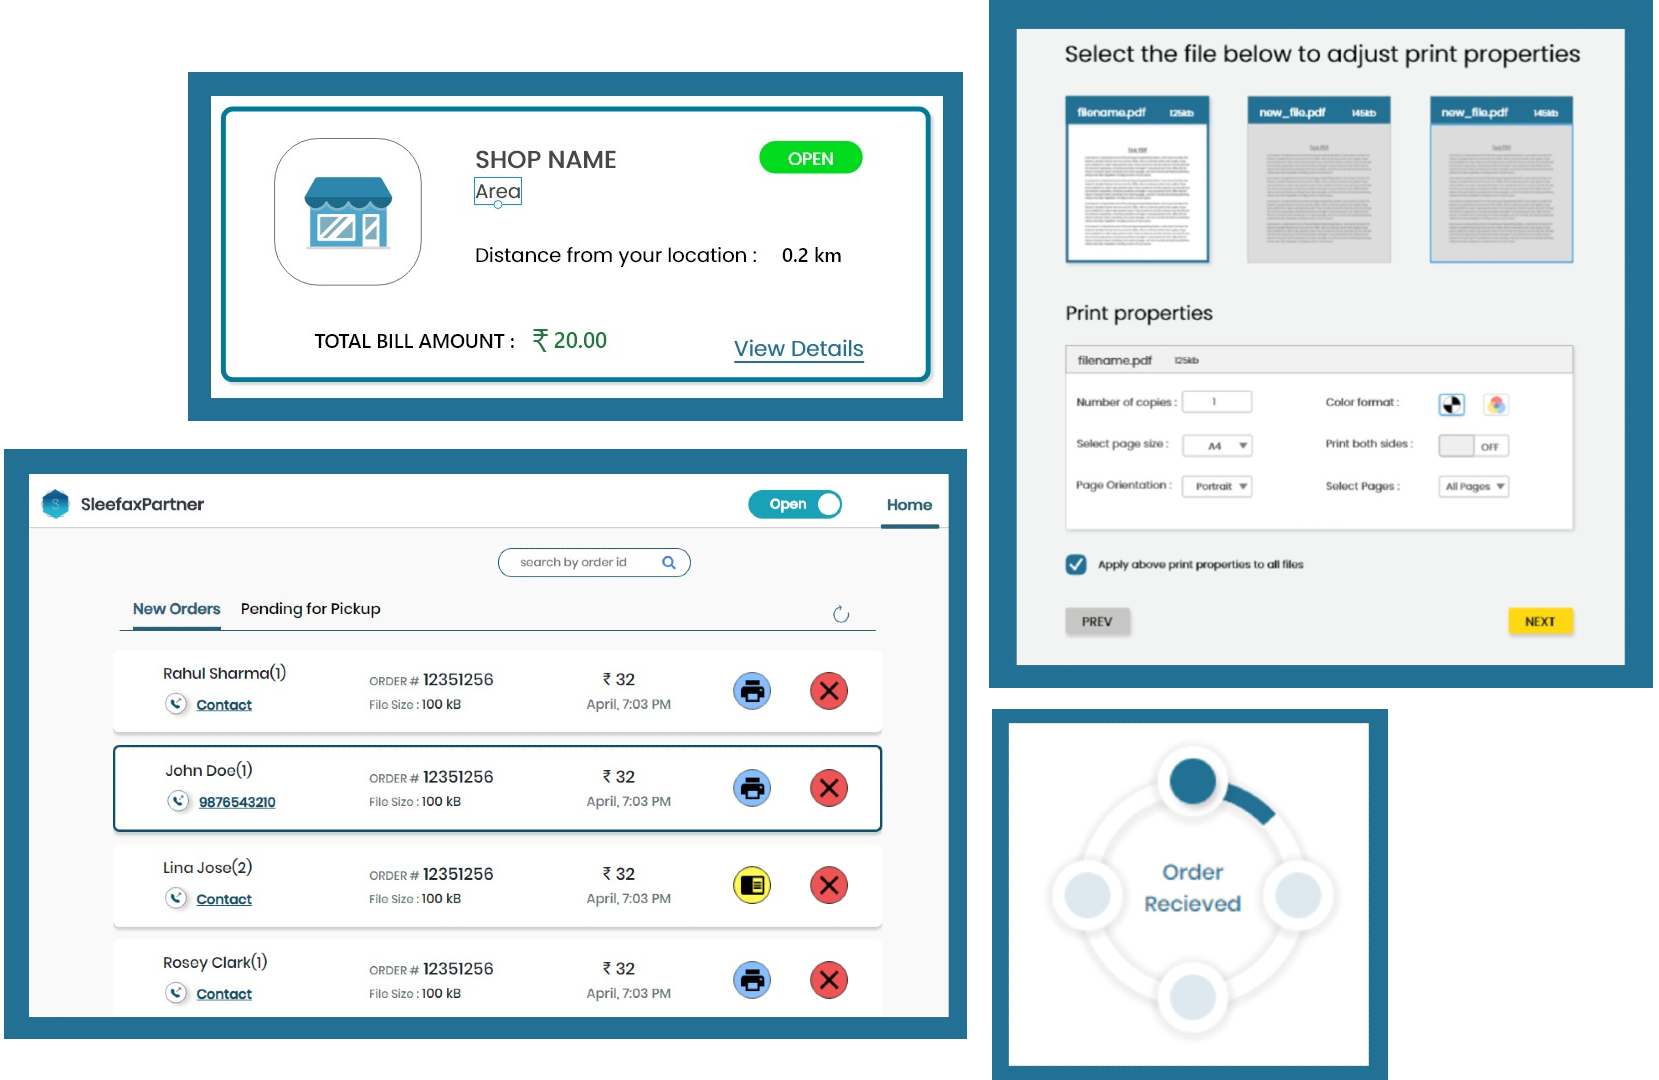 SHOP NAME
OPEN
Area
Distance from your location : 0.2 km
TOTAL BILL AMOUNT : ₹ 20.00
View Details
Select the file below to adjust print properties
filename.pdf 125kb
new_file.pdf 145kb
new_file.pdf 145kb
Test PDF
Test PDF
Test PDF
Print properties
filename.pdf 125kb
Number of copies : 1
Color format :
Select page size : A4
Print both sides : OFF
Page Orientation : Portrait
Select Pages : All Pages
Apply above print properties to all files
PREV
NEXT
S SleefaxPartner
Open
Home
search by order id
New Orders
Pending for Pickup
Rahul Sharma(1)
ORDER # 12351256
₹ 32
Contact
File Size : 100 kB
April, 7:03 PM
John Doe(1)
ORDER # 12351256
₹ 32
9876543210
File Size : 100 kB
April, 7:03 PM
Lina Jose(2)
ORDER # 12351256
₹ 32
Contact
File Size : 100 kB
April, 7:03 PM
Rosey Clark(1)
ORDER # 12351256
₹ 32
Contact
File Size : 100 kB
April, 7:03 PM
Order
Recieved